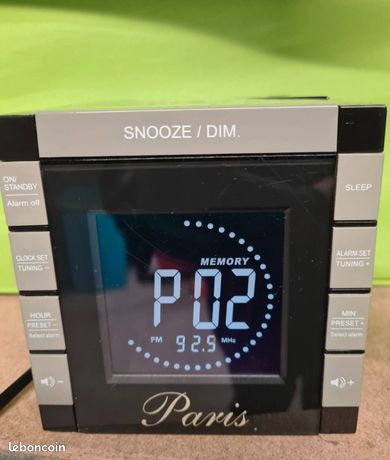 SNOOZE / DIM.
ON/
STANDBY
Alarm off
SLEEP
CLOCK SET
TUNING −
ALARM SET
TUNING +
MEMORY
P02
FM 92.9 MHz
HOUR
PRESET −
Select alarm
MIN
PRESET +
Select alarm
−
+
Paris
leboncoin